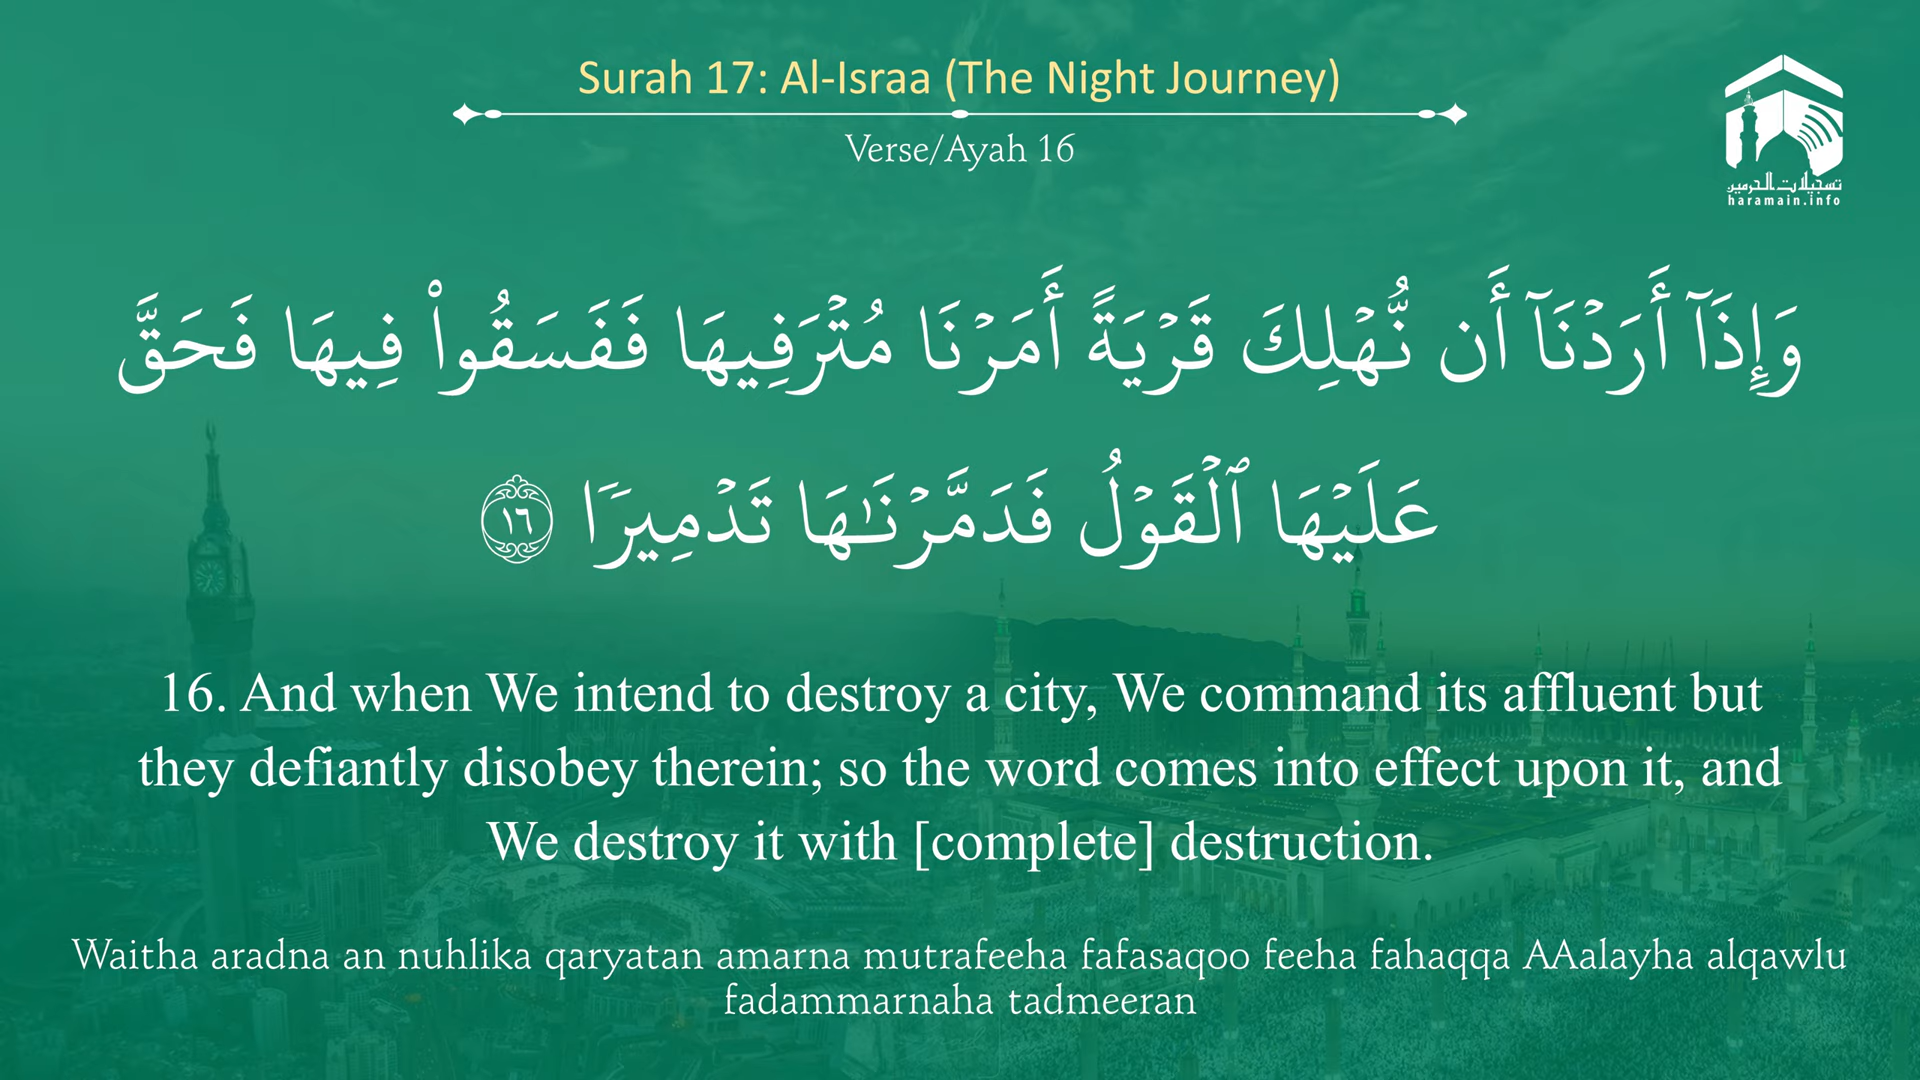 Surah 17: Al-Israa (The Night Journey)
Verse/Ayah 16
تسجيلات الحرمين
haramain.info
وَإِذَآ أَرَدْنَآ أَن نُّهْلِكَ قَرْيَةً أَمَرْنَا مُتْرَفِيهَا فَفَسَقُوا۟ فِيهَا فَحَقَّ
عَلَيْهَا ٱلْقَوْلُ فَدَمَّرْنَـٰهَا تَدْمِيرًا ١٦
16. And when We intend to destroy a city, We command its affluent but
they defiantly disobey therein; so the word comes into effect upon it, and
We destroy it with [complete] destruction.
Waitha aradna an nuhlika qaryatan amarna mutrafeeha fafasaqoo feeha fahaqqa AAalayha alqawlu
fadammarnaha tadmeeran